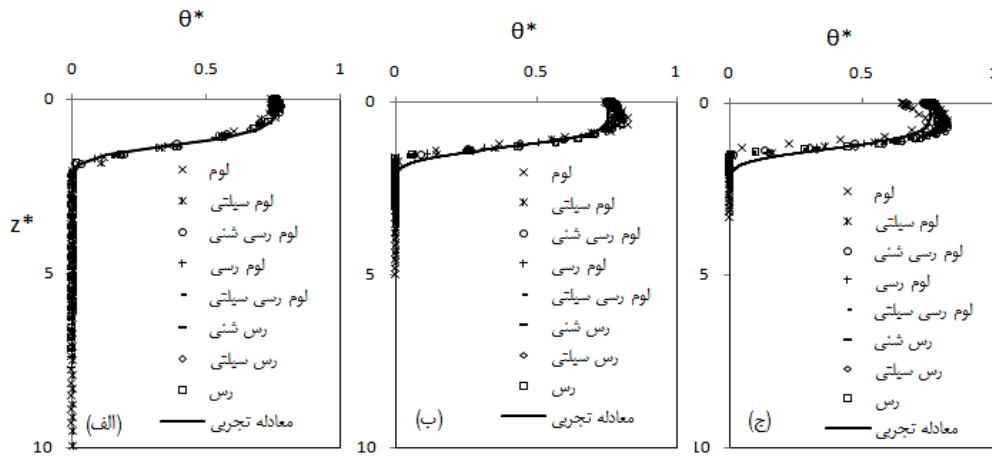 θ*
0 0.5 1
0
5
10
z*
لوم
لوم سیلتی
لوم رسی شنی
لوم رسی
لوم رسی سیلتی
رس شنی
رس سیلتی
رس
معادله تجربی
(الف)
θ*
0 0.5 1
0
5
10
لوم
لوم سیلتی
لوم رسی شنی
لوم رسی
لوم رسی سیلتی
رس شنی
رس سیلتی
رس
معادله تجربی
(ب)
θ*
0 0.5 1
0
5
10
لوم
لوم سیلتی
لوم رسی شنی
لوم رسی
لوم رسی سیلتی
رس شنی
رس سیلتی
رس
معادله تجربی
(ج)